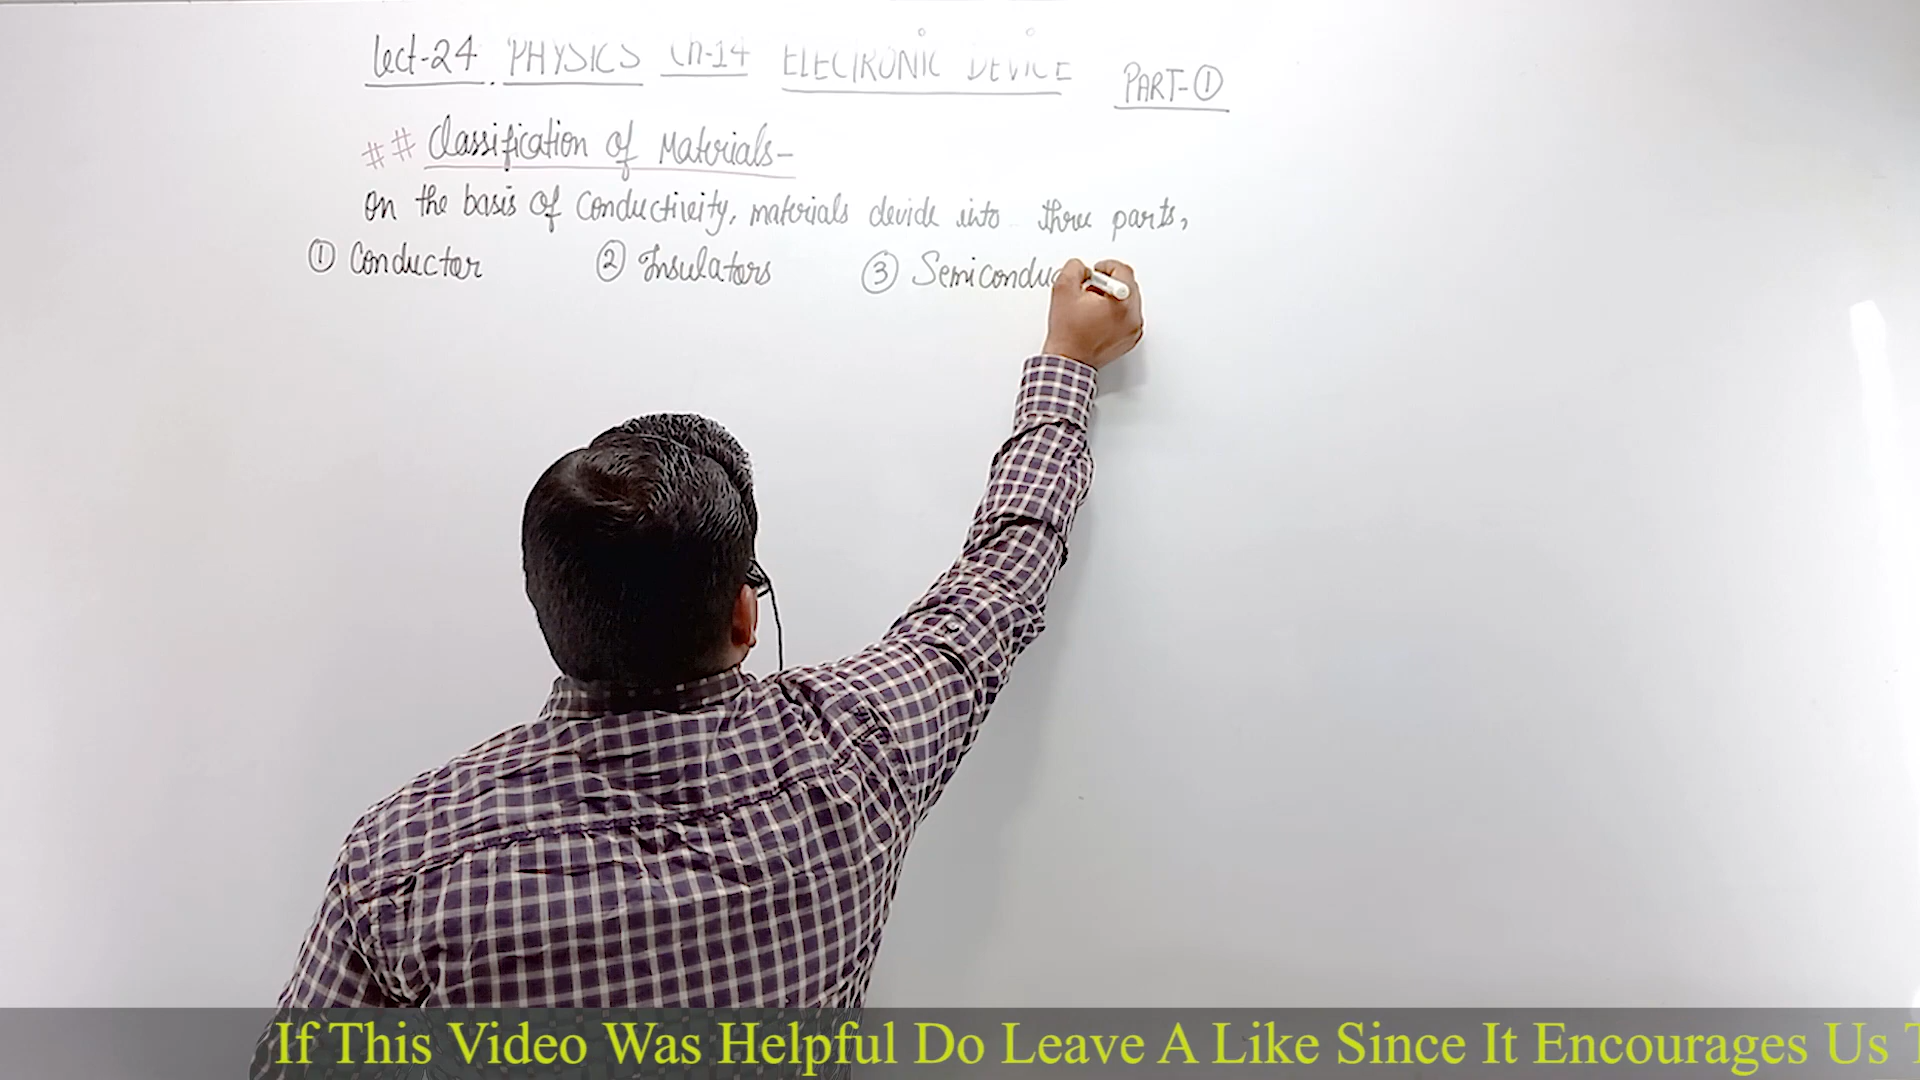 Lect-24 PHYSICS Ch-14 ELECTRONIC DEVICE PART-①
## Classification of Materials-
On the basis of Conductivity, materials devide into three parts,
① Conductor ② Insulators ③ Semiconduc
If This Video Was Helpful Do Leave A Like Since It Encourages Us T